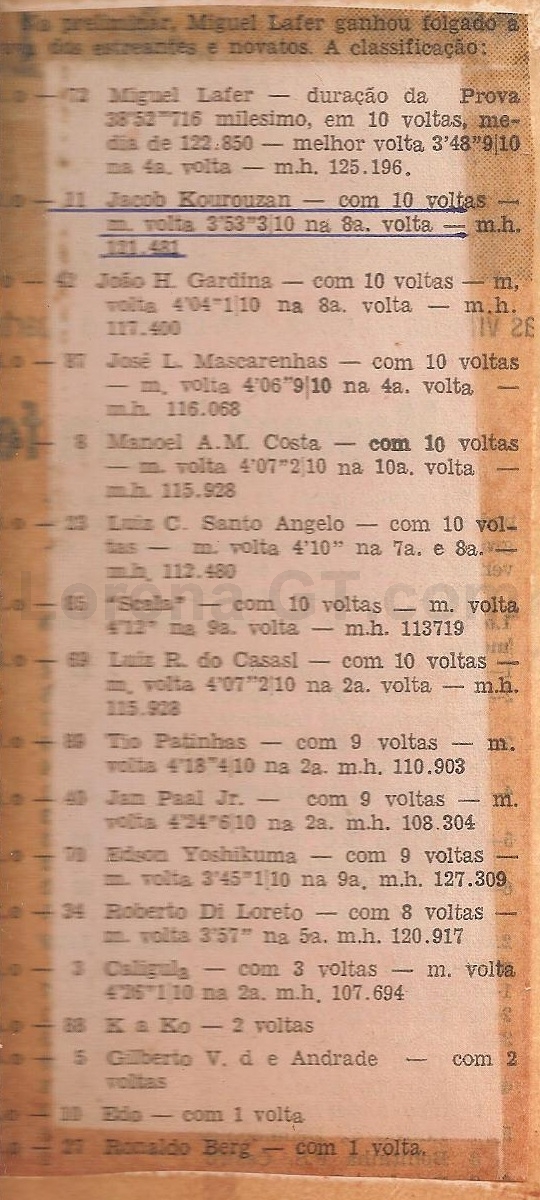 Na preliminar, Miguel Lafer ganhou folgado a
dos estreantes e novatos. A classificação:
o — 72 Miguel Lafer — duração da Prova
38'52"716 milesimo, em 10 voltas, me-
dia de 122.850 — melhor volta 3'48"9|10
na 4a. volta — m.h. 125.196.
o — 11 Jacob Kourouzan — com 10 voltas —
m. volta 3'53"3|10 na 8a. volta — m.h.
121.481
o — 42 João H. Gardina — com 10 voltas — m,
volta 4'04"1|10 na 8a. volta — m.h.
117.400
o — 87 José L. Mascarenhas — com 10 voltas
— m. volta 4'06"9|10 na 4a. volta —
m.h. 116.068
8 Manoel A.M. Costa — com 10 voltas
— m. volta 4'07"2|10 na 10a. volta —
m.h. 115.928
o — 23 Luiz C. Santo Angelo — com 10 vol-
tas — m. volta 4'10" na 7a. e 8a. —
m.h. 112.480
Lorena-GT.com
"Scala" — com 10 voltas — m. volta
4'12" na 9a. volta — m.h. 113719
o — 69 Luiz R. do Casasl — com 10 voltas —
m. volta 4'07"2|10 na 2a. volta — m.h.
115.928
o — 89 Tio Patinhas — com 9 voltas — m.
volta 4'18"4|10 na 2a. m.h. 110.903
o — 40 Jan Paal Jr. — com 9 voltas — m.
volta 4'24"6|10 na 2a. m.h. 108.304
o — 70 Edson Yoshikuma — com 9 voltas —
m. volta 3'45"1|10 na 9a. m.h. 127.309
o — 34 Roberto Di Loreto — com 8 voltas —
m. volta 3'57" na 5a. m.h. 120.917
o — 3 Caligula — com 3 voltas — m. volta
4'26"1|10 na 2a. m.h. 107.694
o — 88 K a Ko — 2 voltas
o — 5 Gilberto V. d e Andrade — com 2
voltas
o — 10 Edo — com 1 volta
o — 27 Ronaldo Berg — com 1 volta.